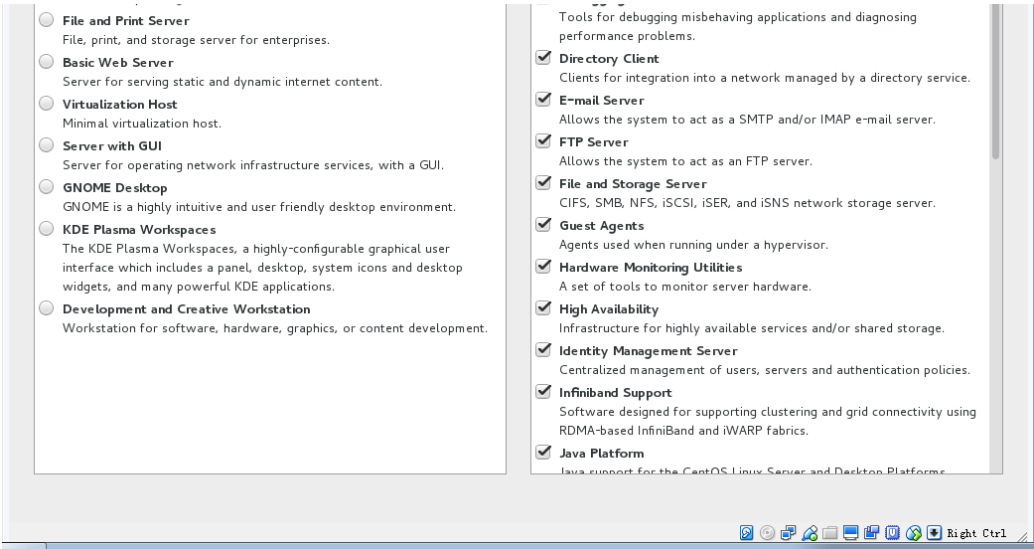 File and Print Server
File, print, and storage server for enterprises.
Basic Web Server
Server for serving static and dynamic internet content.
Virtualization Host
Minimal virtualization host.
Server with GUI
Server for operating network infrastructure services, with a GUI.
GNOME Desktop
GNOME is a highly intuitive and user friendly desktop environment.
KDE Plasma Workspaces
The KDE Plasma Workspaces, a highly-configurable graphical user
interface which includes a panel, desktop, system icons and desktop
widgets, and many powerful KDE applications.
Development and Creative Workstation
Workstation for software, hardware, graphics, or content development.
Tools for debugging misbehaving applications and diagnosing
performance problems.
Directory Client
Clients for integration into a network managed by a directory service.
E-mail Server
Allows the system to act as a SMTP and/or IMAP e-mail server.
FTP Server
Allows the system to act as an FTP server.
File and Storage Server
CIFS, SMB, NFS, iSCSI, iSER, and iSNS network storage server.
Guest Agents
Agents used when running under a hypervisor.
Hardware Monitoring Utilities
A set of tools to monitor server hardware.
High Availability
Infrastructure for highly available services and/or shared storage.
Identity Management Server
Centralized management of users, servers and authentication policies.
Infiniband Support
Software designed for supporting clustering and grid connectivity using
RDMA-based InfiniBand and iWARP fabrics.
Java Platform
Java support for the CentOS Linux Server and Desktop Platforms
Right Ctrl